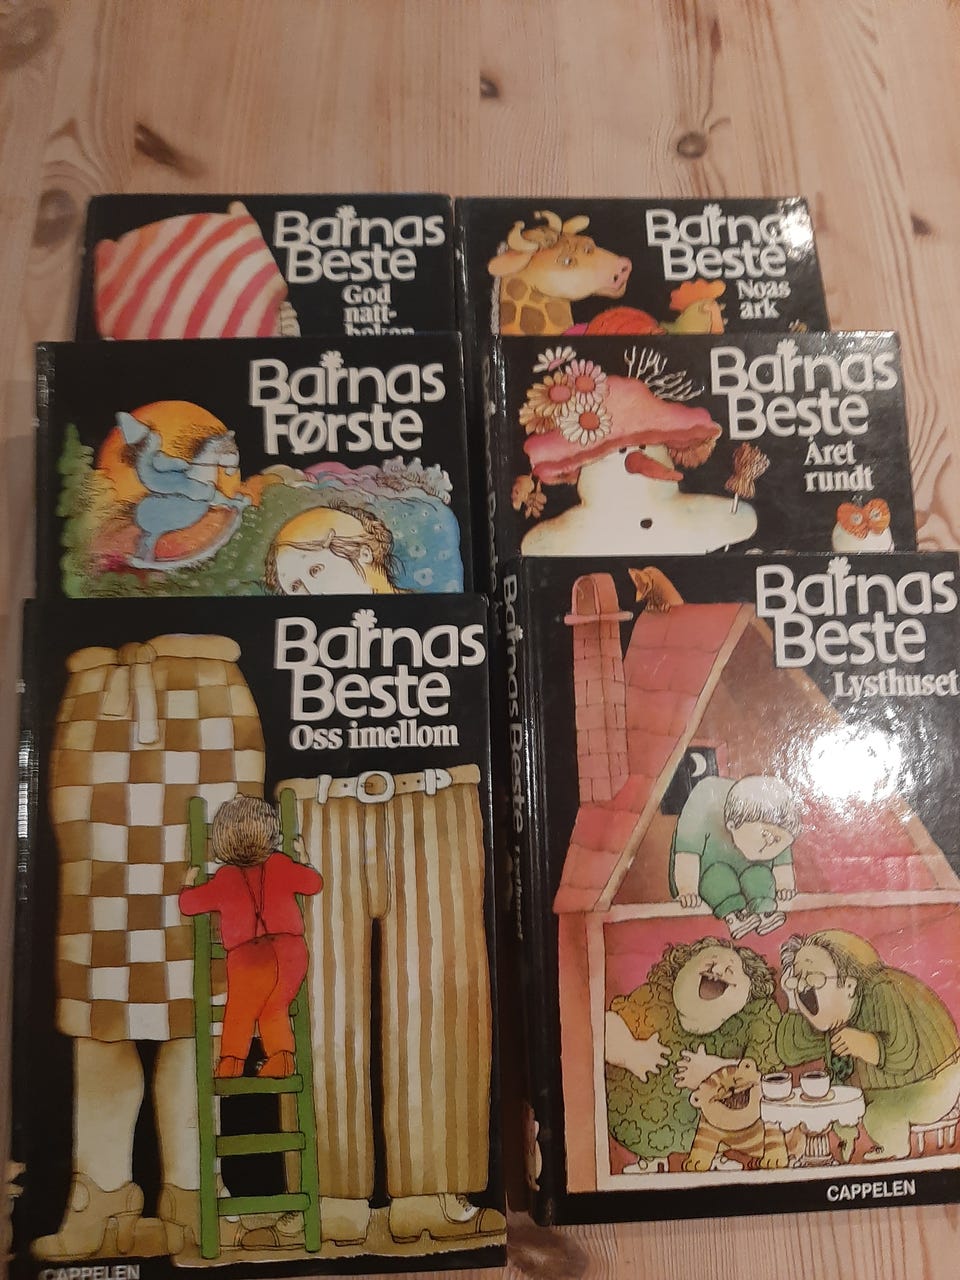 Barnas
Beste
God
natt-
boken
Barnas
Beste
Noas
ark
Barnas
Første
Barnas
Beste
Året
rundt
Barnas
Beste
Oss imellom
CAPPELEN
Barnas Beste
Barnas
Beste
Lysthuset
CAPPELEN